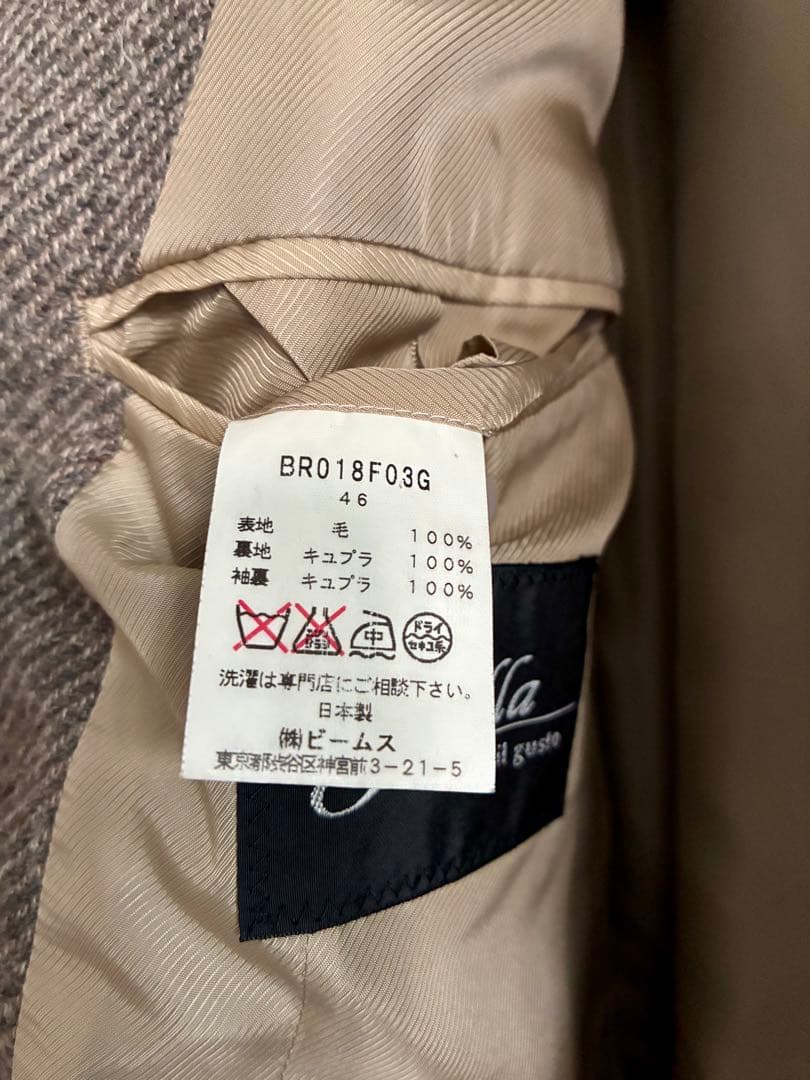 BR018F03G
46
表地 毛 100%
裏地 キュプラ 100%
袖裏 キュプラ 100%
中 ドライ セキユ系
洗濯は専門店にご相談下さい。
日本製
㈱ビームス
東京都渋谷区神宮前3-21-5
il gusto